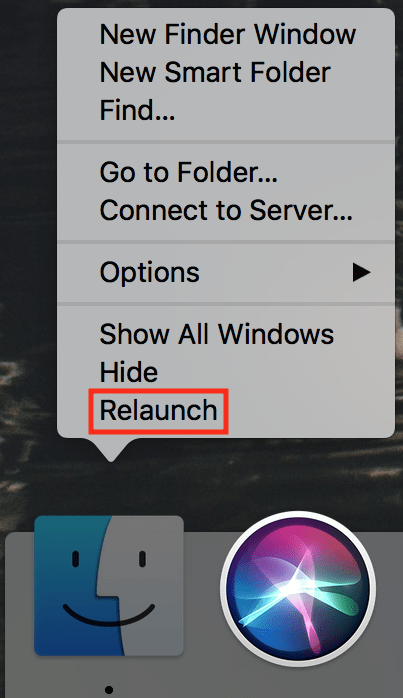 New Finder Window
New Smart Folder
Find...
Go to Folder...
Connect to Server...
Options
Show All Windows
Hide
Relaunch